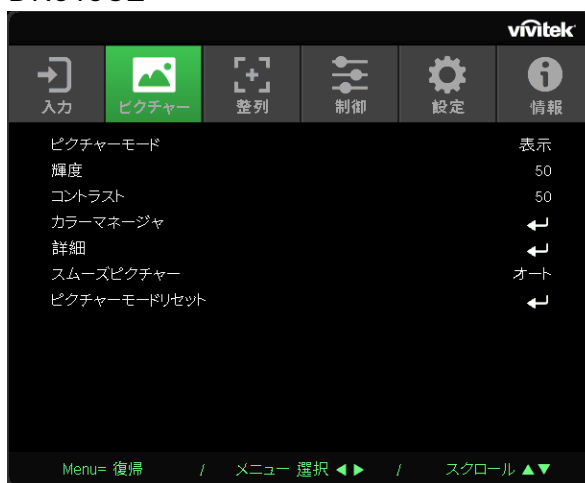 vivitek
入力 ピクチャー 整列 制御 設定 情報
ピクチャーモード 表示
輝度 50
コントラスト 50
カラーマネージャ
詳細
スムーズピクチャー オート
ピクチャーモードリセット
Menu= 復帰 / メニュー 選択 ◀ ▶ / スクロール ▲▼